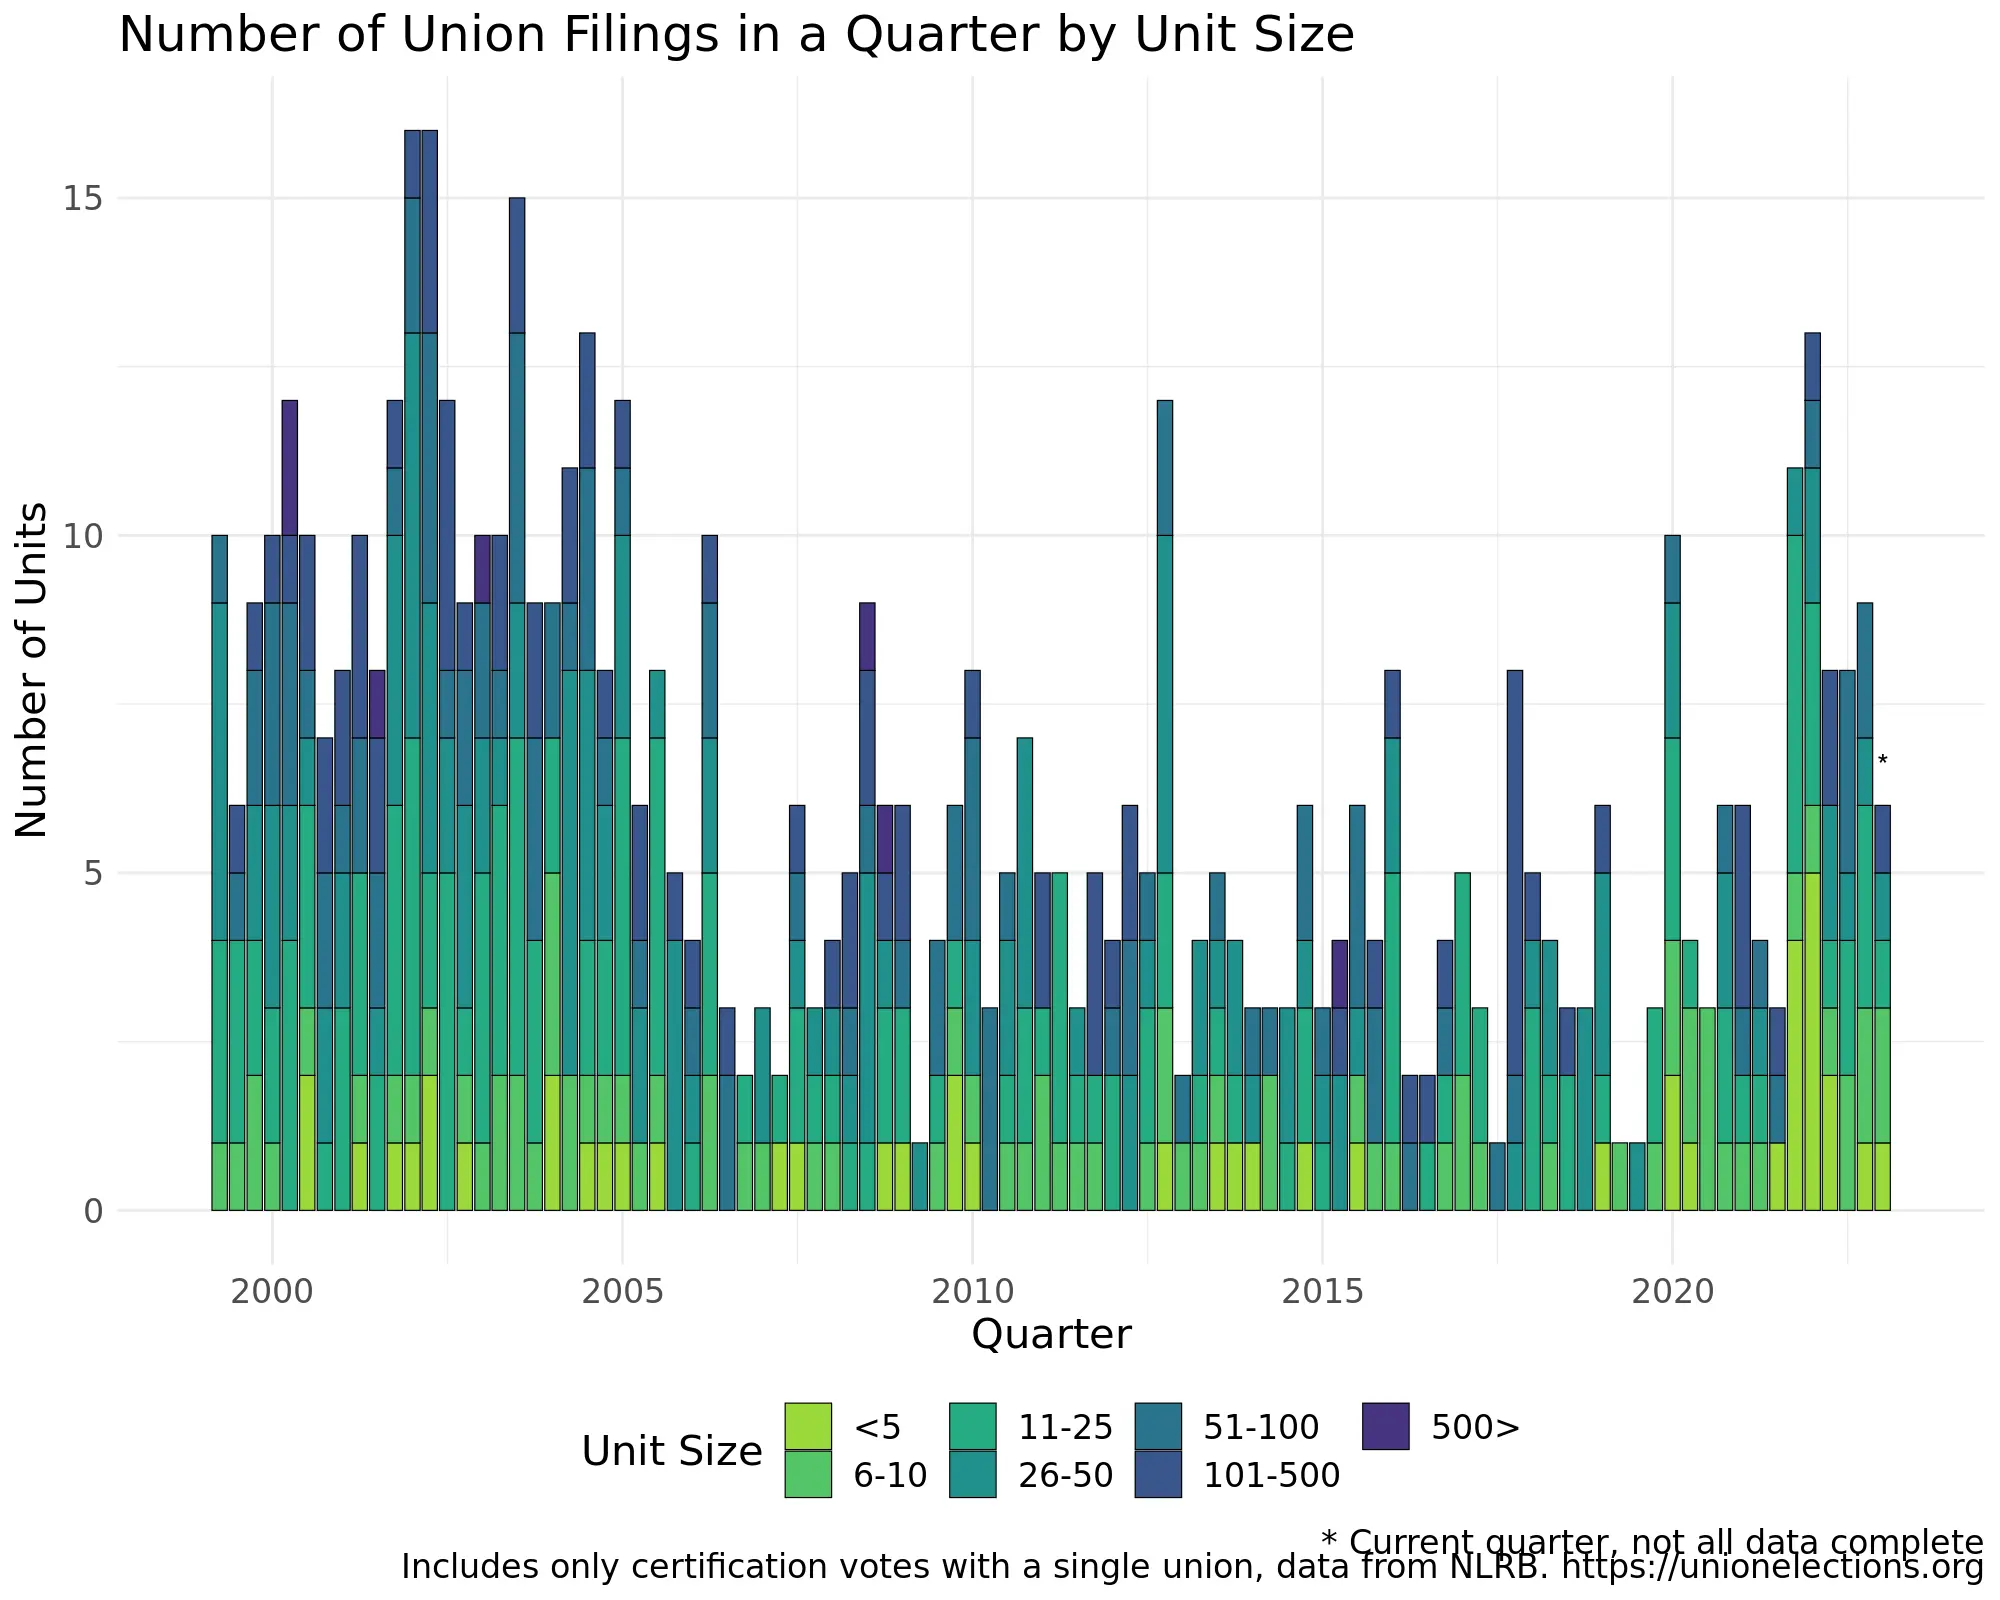 Number of Union Filings in a Quarter by Unit Size
Number of Units
15
10
5
0
*
2000 2005 2010 2015 2020
Quarter
Unit Size
<5 11-25 51-100 500>
6-10 26-50 101-500
* Current quarter, not all data complete
Includes only certification votes with a single union, data from NLRB. https://unionelections.org